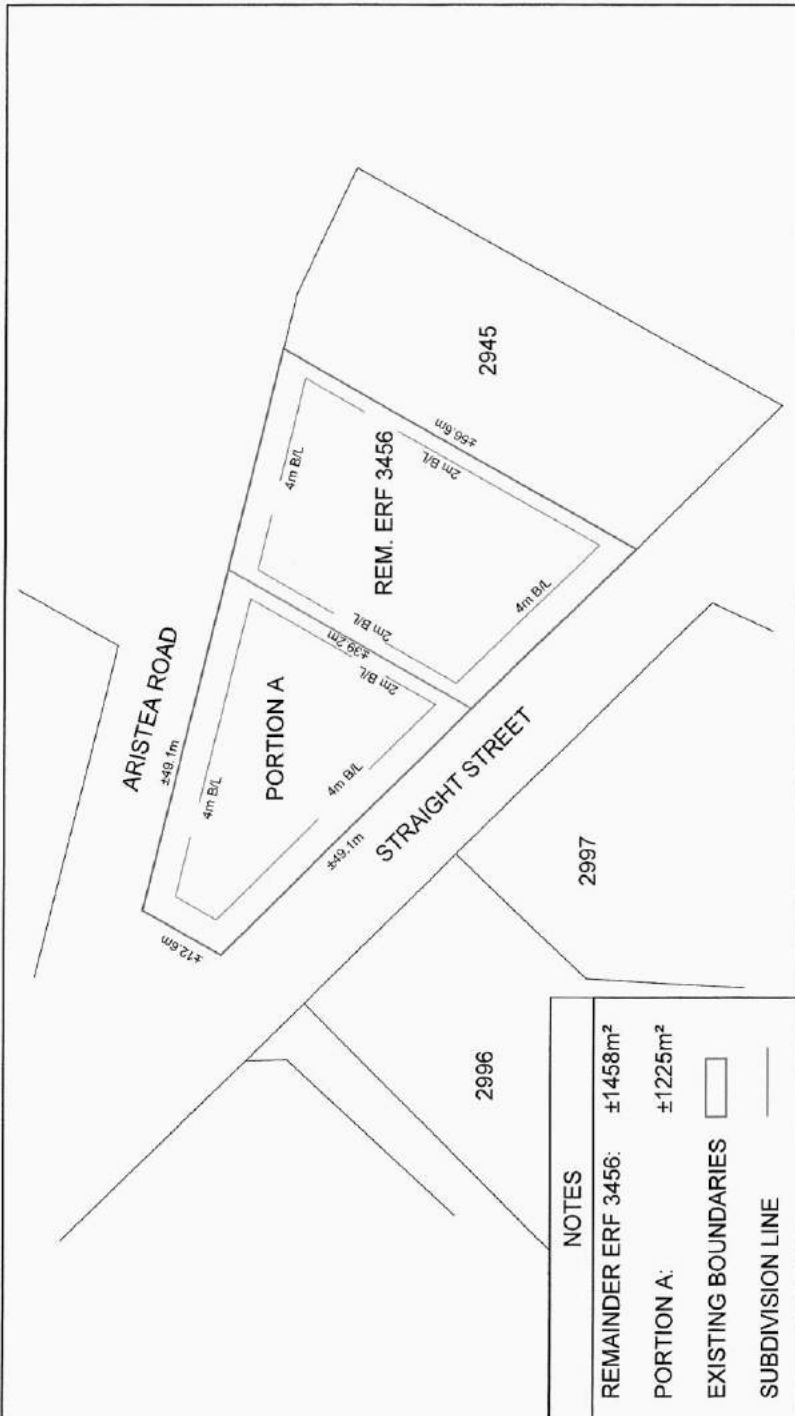 ARISTEA ROAD
±49.1m
±12.6m
4m B/L
PORTION A
4m B/L
2m B/L
±39.2m
2m B/L
4m B/L
REM. ERF 3456
2m B/L
4m B/L
±56.6m
2945
±49.1m
STRAIGHT STREET
2996
2997
NOTES
REMAINDER ERF 3456: ±1458m²
PORTION A: ±1225m²
EXISTING BOUNDARIES
SUBDIVISION LINE